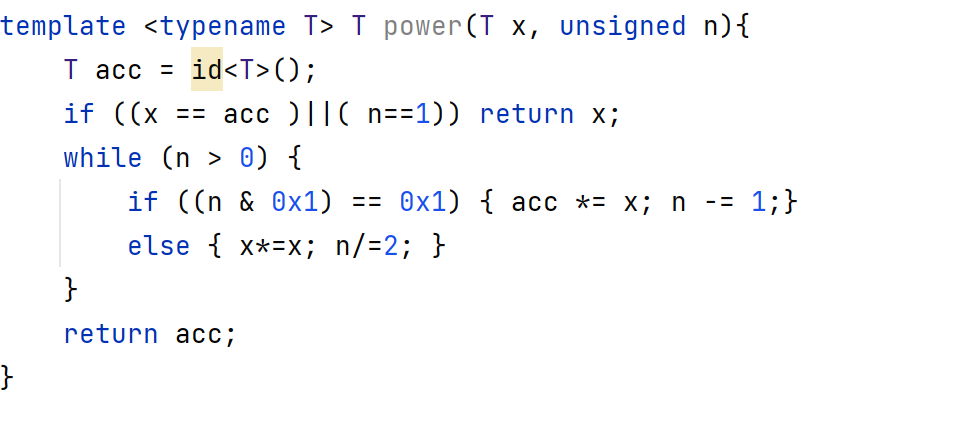 template <typename T> T power(T x, unsigned n){
    T acc = id<T>();
    if ((x == acc )||( n==1)) return x;
    while (n > 0) {
        if ((n & 0x1) == 0x1) { acc *= x; n -= 1;}
        else { x*=x; n/=2; }
    }
    return acc;
}